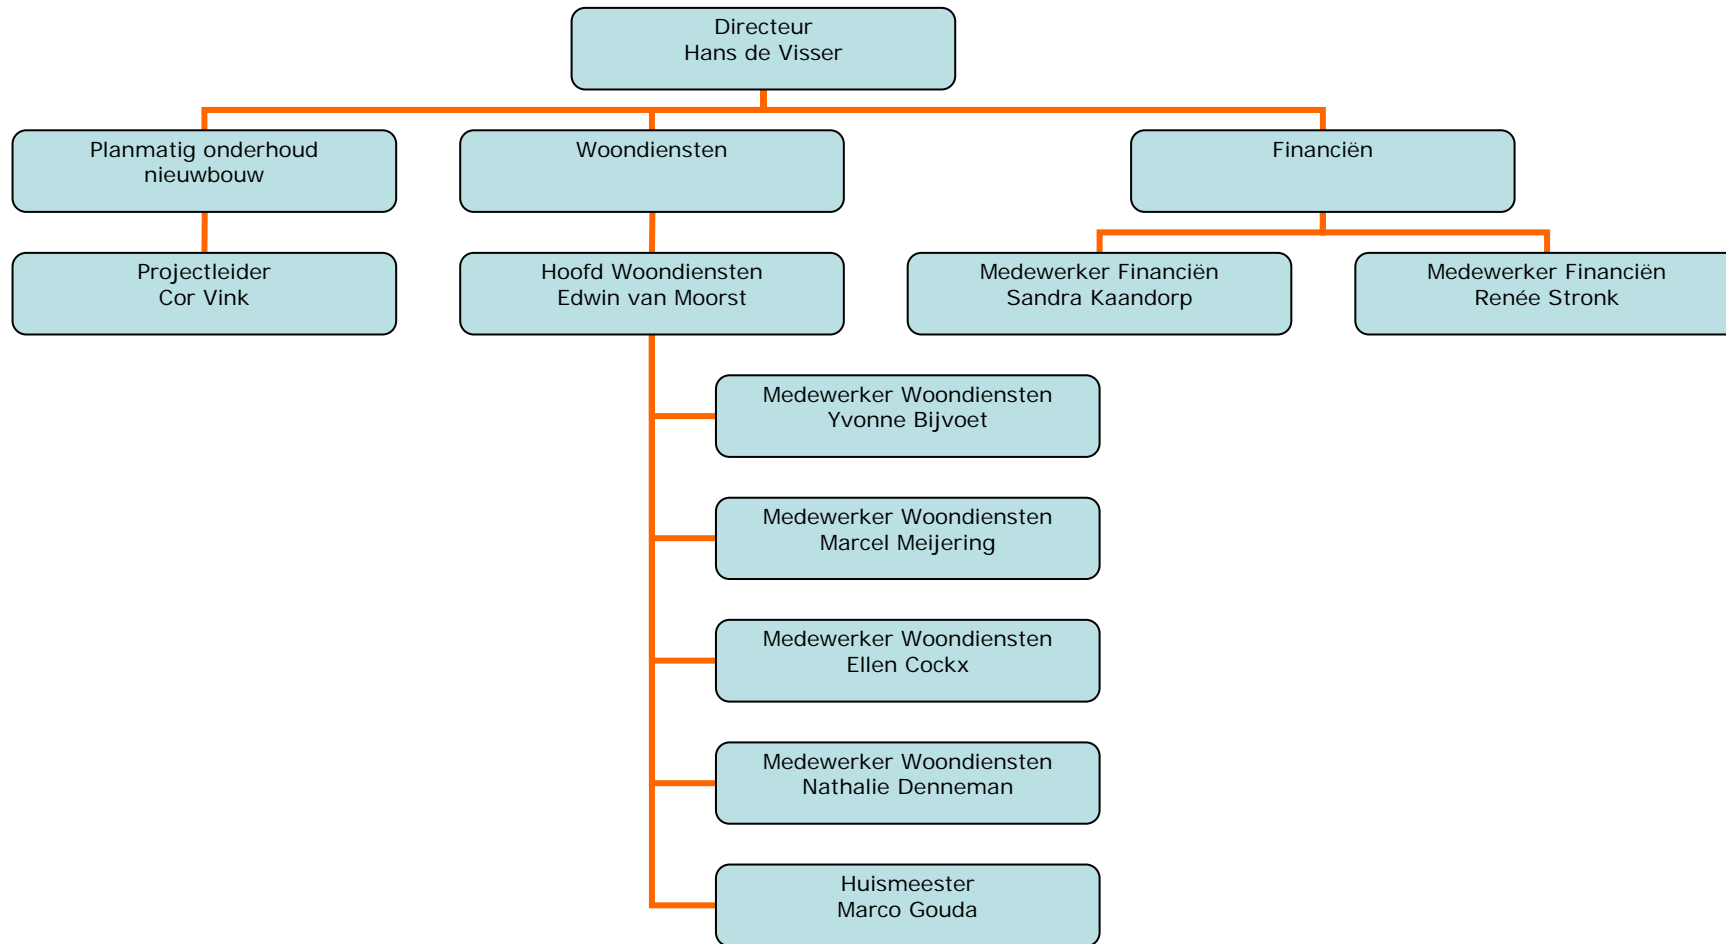 Directeur
Hans de Visser
Planmatig onderhoud
nieuwbouw
Woondiensten
Financiën
Projectleider
Cor Vink
Hoofd Woondiensten
Edwin van Moorst
Medewerker Financiën
Sandra Kaandorp
Medewerker Financiën
Renée Stronk
Medewerker Woondiensten
Yvonne Bijvoet
Medewerker Woondiensten
Marcel Meijering
Medewerker Woondiensten
Ellen Cockx
Medewerker Woondiensten
Nathalie Denneman
Huismeester
Marco Gouda